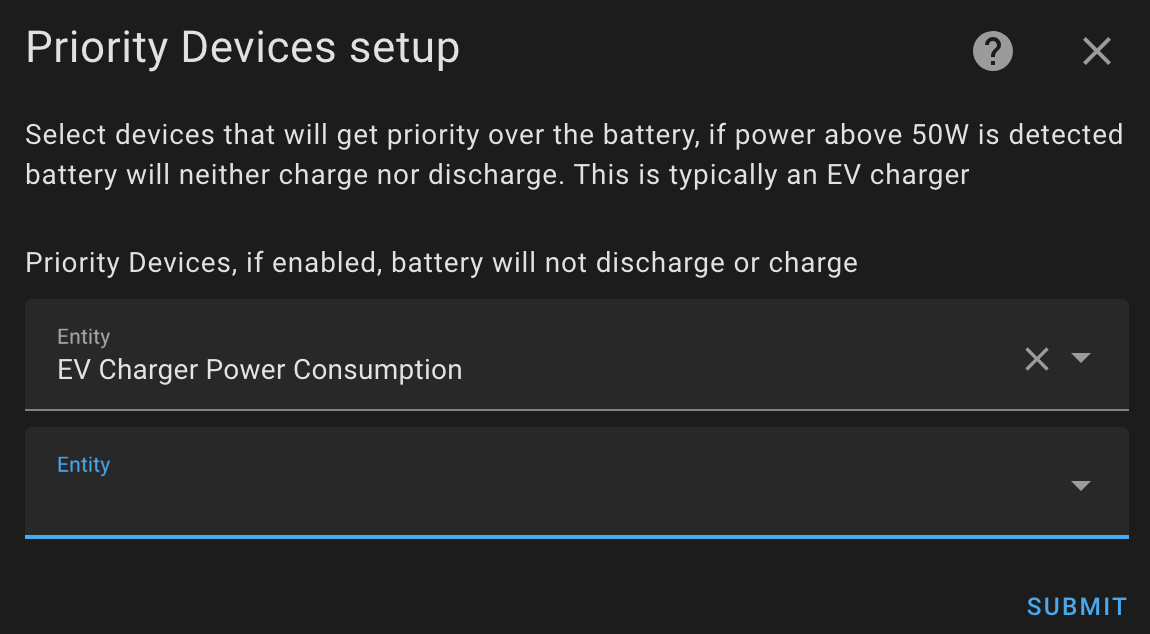 Priority Devices setup
Select devices that will get priority over the battery, if power above 50W is detected
battery will neither charge nor discharge. This is typically an EV charger
Priority Devices, if enabled, battery will not discharge or charge
Entity
EV Charger Power Consumption
Entity
SUBMIT